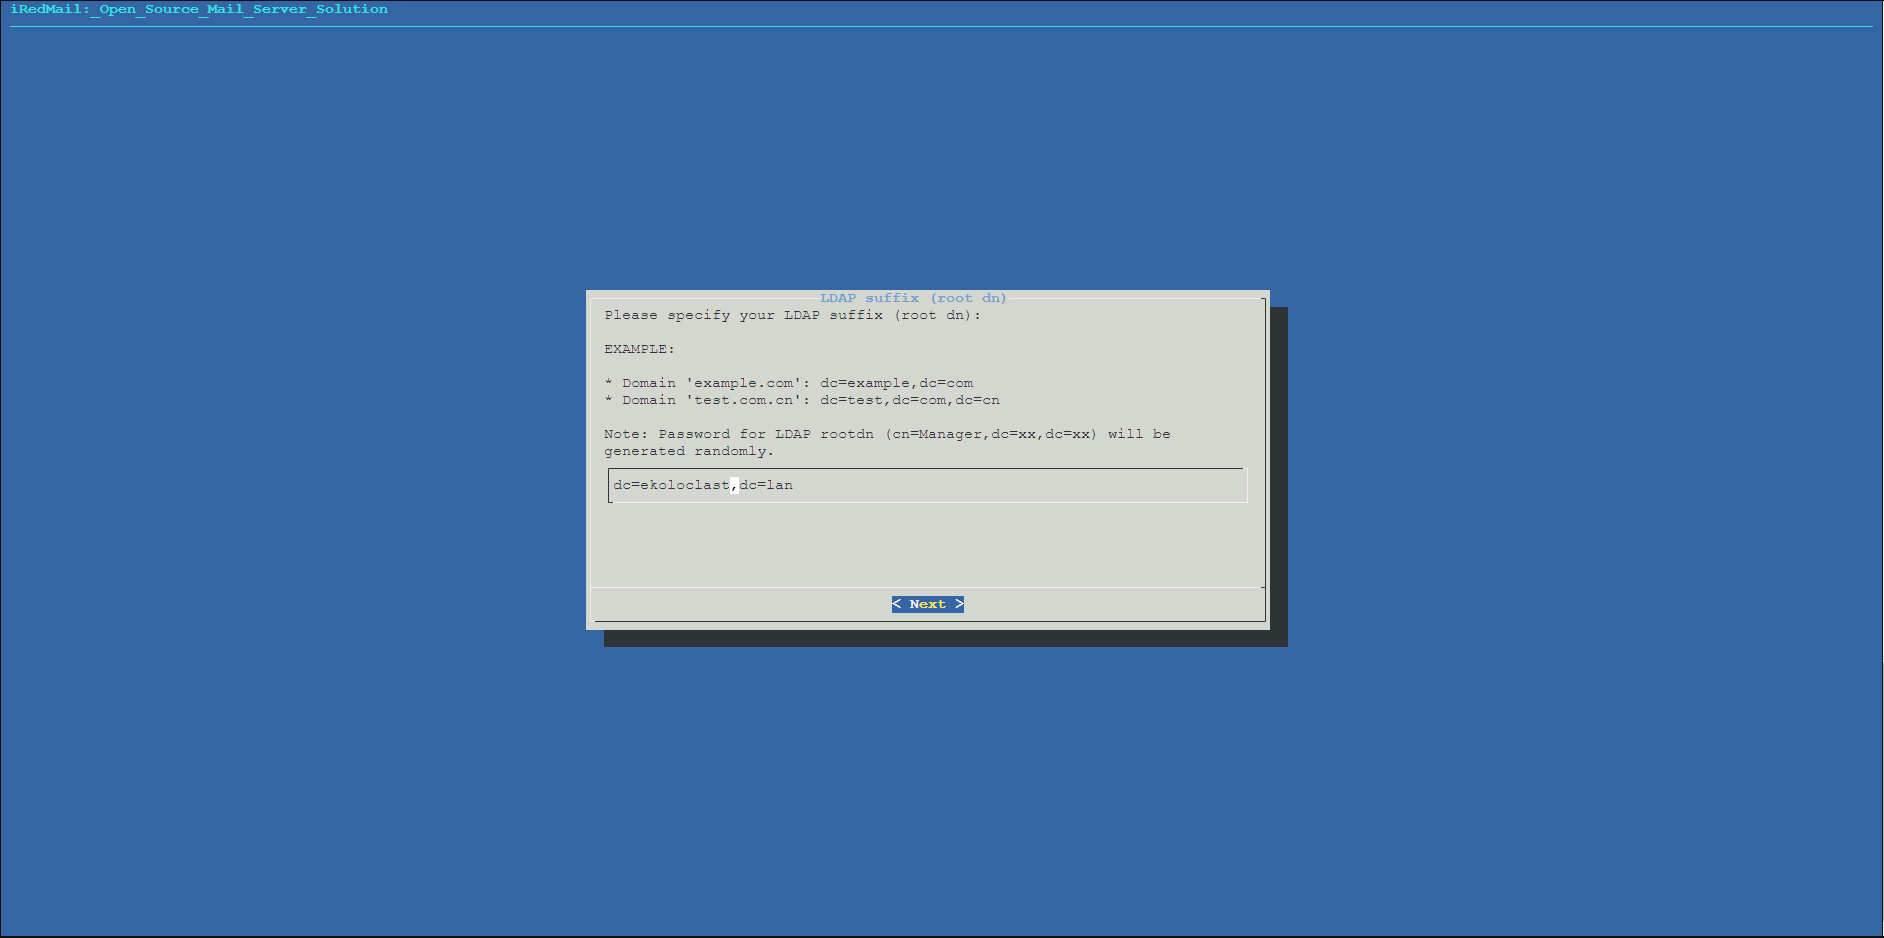 iRedMail:_Open_Source_Mail_Server_Solution
LDAP suffix (root dn)
Please specify your LDAP suffix (root dn):
EXAMPLE:
* Domain 'example.com': dc=example,dc=com
* Domain 'test.com.cn': dc=test,dc=com,dc=cn
Note: Password for LDAP rootdn (cn=Manager,dc=xx,dc=xx) will be
generated randomly.
dc=ekoloclast,dc=lan
< Next >